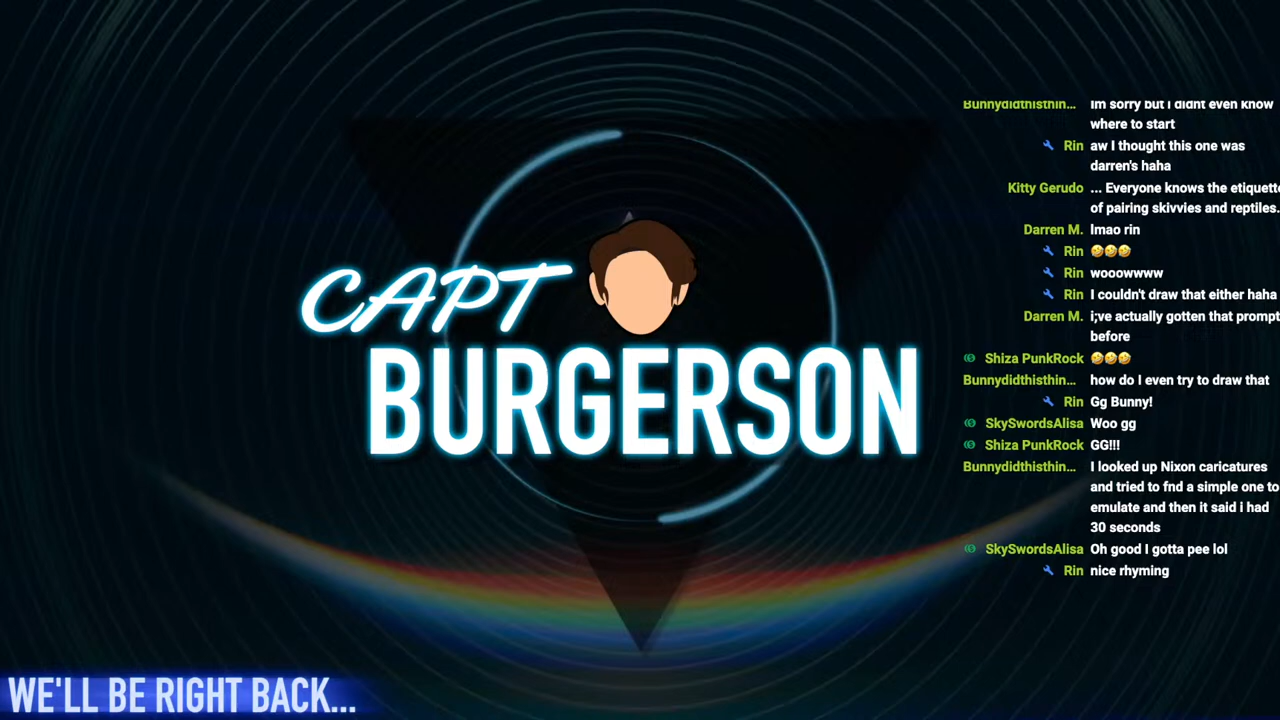 CAPT
BURGERSON
WE'LL BE RIGHT BACK...
Bunnydidthisthin... Im sorry but i didnt even know
where to start
Rin aw I thought this one was
darren's haha
Kitty Gerudo ... Everyone knows the etiquette
of pairing skivvies and reptiles.
Darren M. lmao rin
Rin 🤣🤣🤣
Rin wooowwww
Rin I couldn't draw that either haha
Darren M. i;ve actually gotten that prompt
before
Shiza PunkRock 🤣🤣🤣
Bunnydidthisthin... how do I even try to draw that
Rin Gg Bunny!
SkySwordsAlisa Woo gg
Shiza PunkRock GG!!!
Bunnydidthisthin... I looked up Nixon caricatures
and tried to fnd a simple one to
emulate and then it said i had
30 seconds
SkySwordsAlisa Oh good I gotta pee lol
Rin nice rhyming